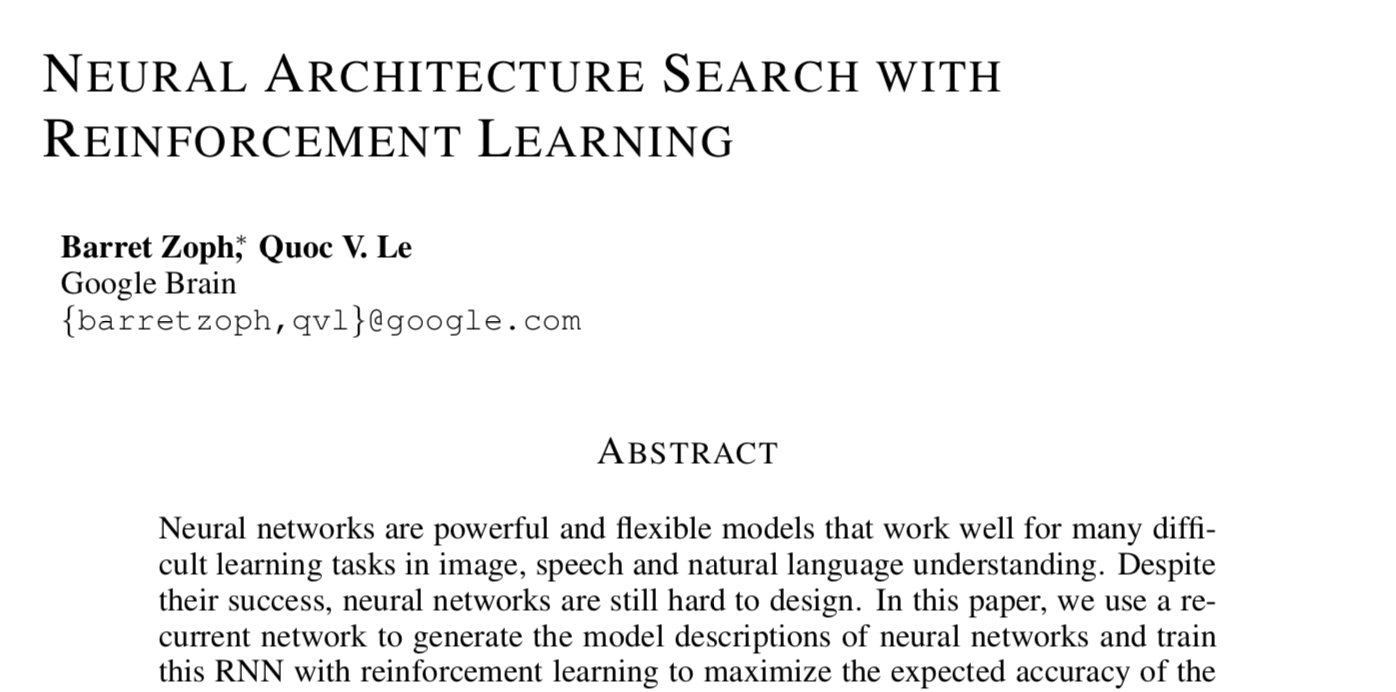 NEURAL ARCHITECTURE SEARCH WITH
REINFORCEMENT LEARNING
Barret Zoph,* Quoc V. Le
Google Brain
{barretzoph,qvl}@google.com
ABSTRACT
Neural networks are powerful and flexible models that work well for many diffi-
cult learning tasks in image, speech and natural language understanding. Despite
their success, neural networks are still hard to design. In this paper, we use a re-
current network to generate the model descriptions of neural networks and train
this RNN with reinforcement learning to maximize the expected accuracy of the